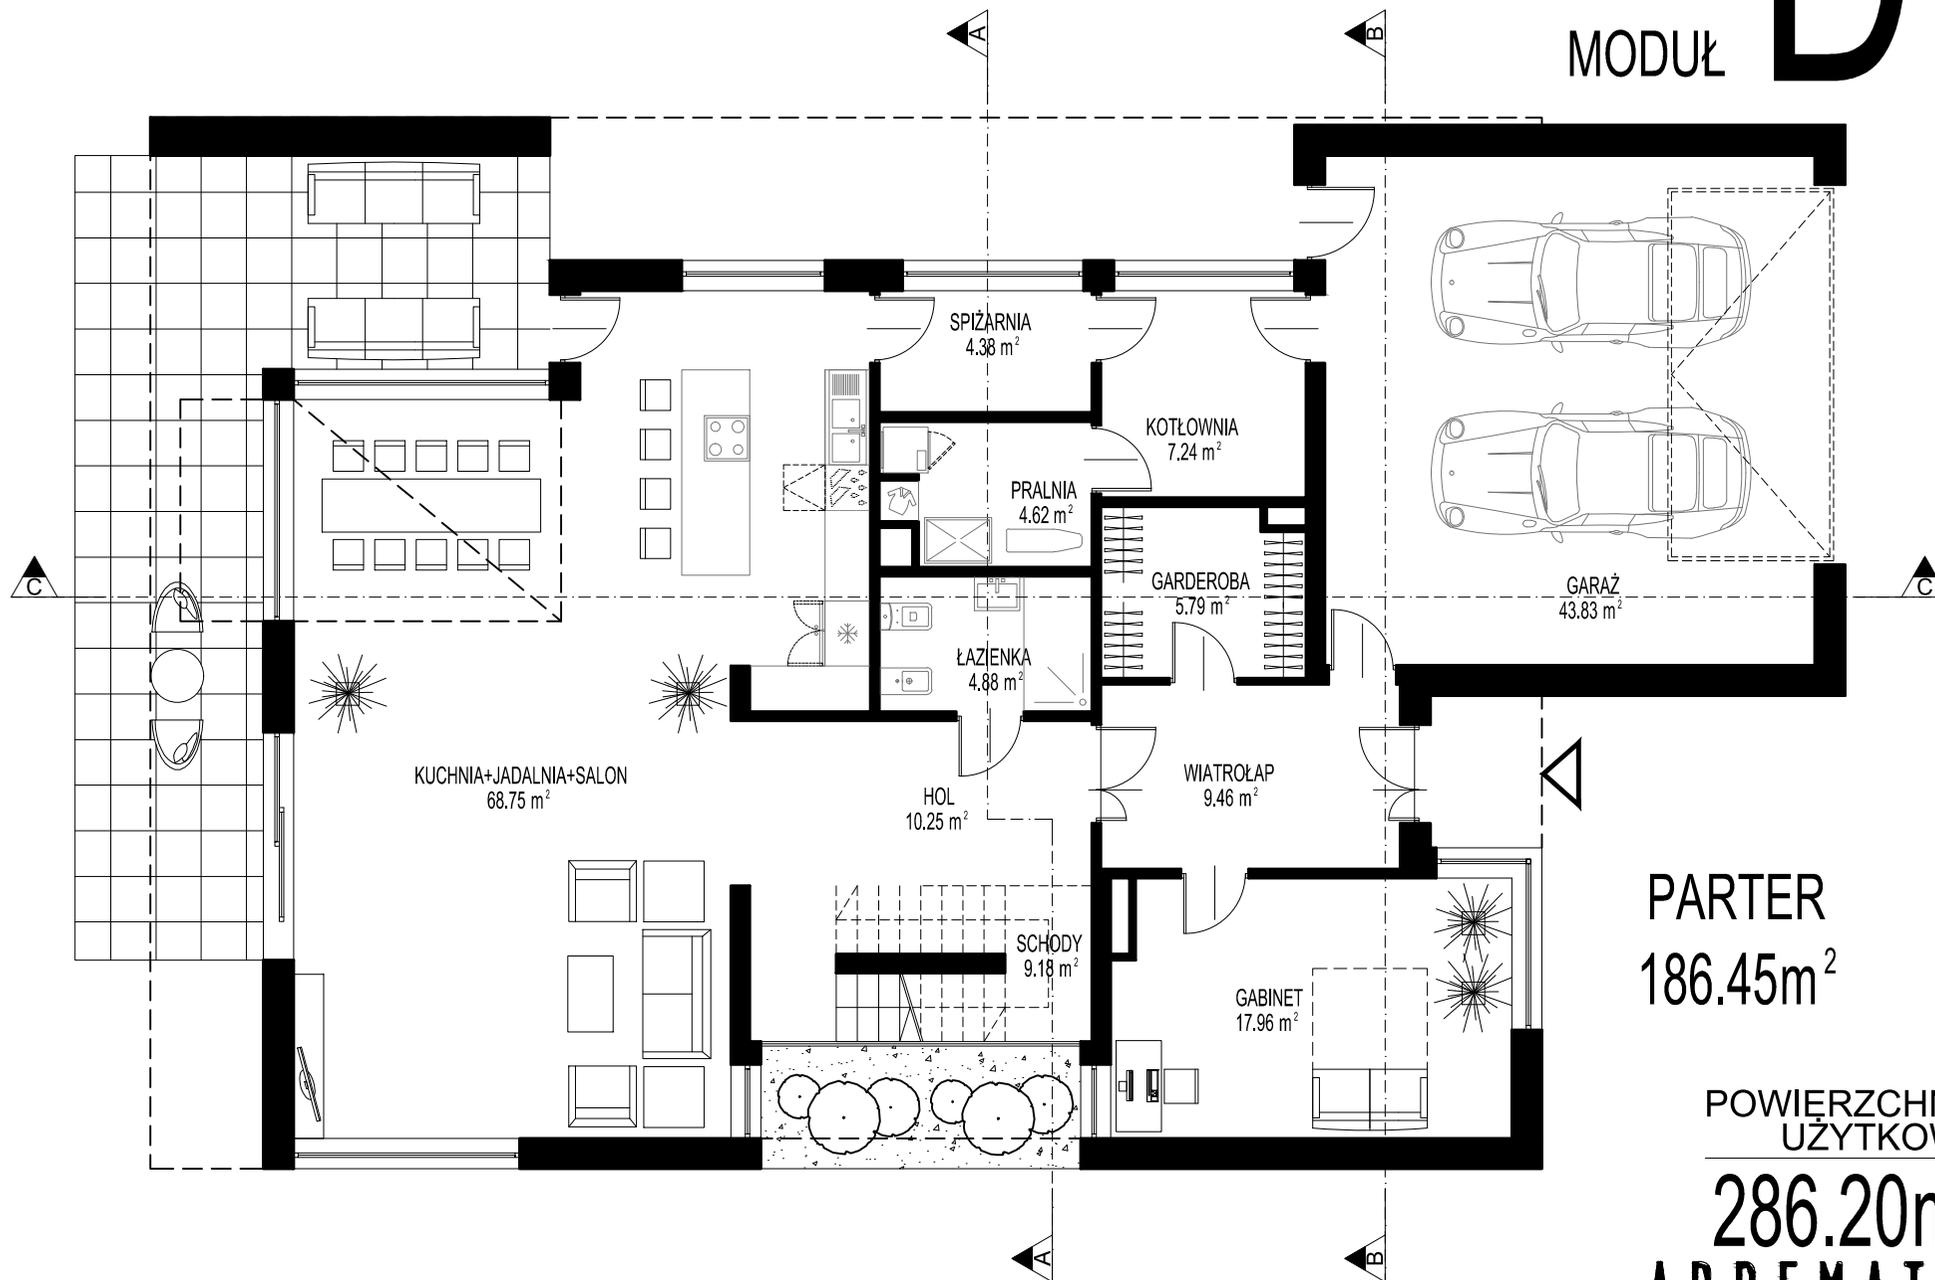 MODUŁ D
A
B
SPIŻARNIA
4.38 m²
KOTŁOWNIA
7.24 m²
PRALNIA
4.62 m²
GARDEROBA
5.79 m²
GARAŻ
43.83 m²
C
C
ŁAZIENKA
4.88 m²
KUCHNIA+JADALNIA+SALON
68.75 m²
HOL
10.25 m²
WIATROŁAP
9.46 m²
SCHODY
9.18 m²
GABINET
17.96 m²
PARTER
186.45m²
POWIERZCHN
UŻYTKOW
286.20m
A
B